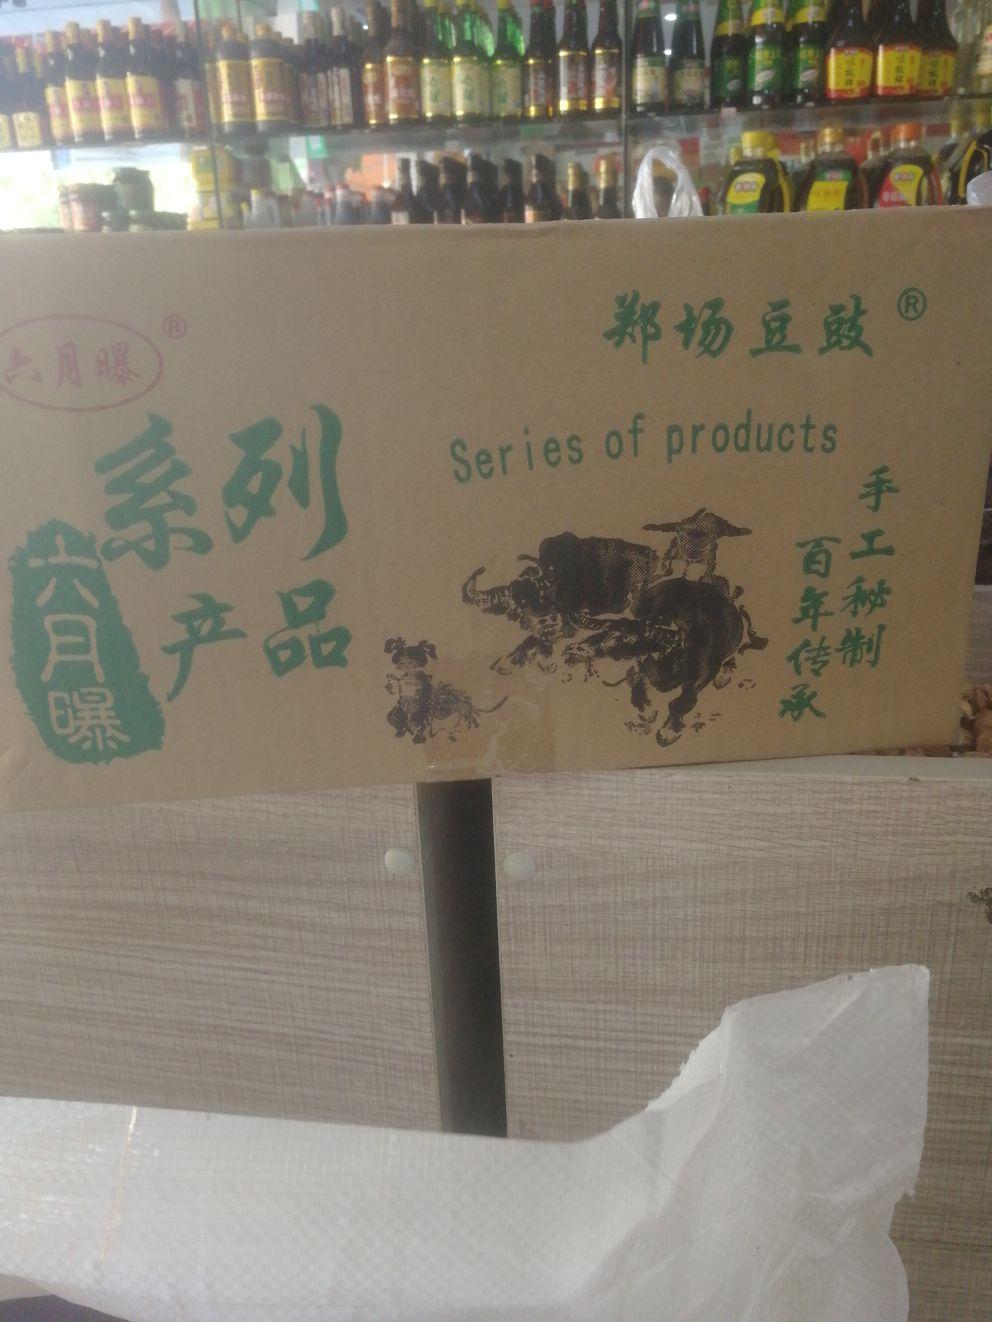 郑场豆豉®
六月曝®
系列
产品
六月曝
Series of products
手工秘制
百年传承